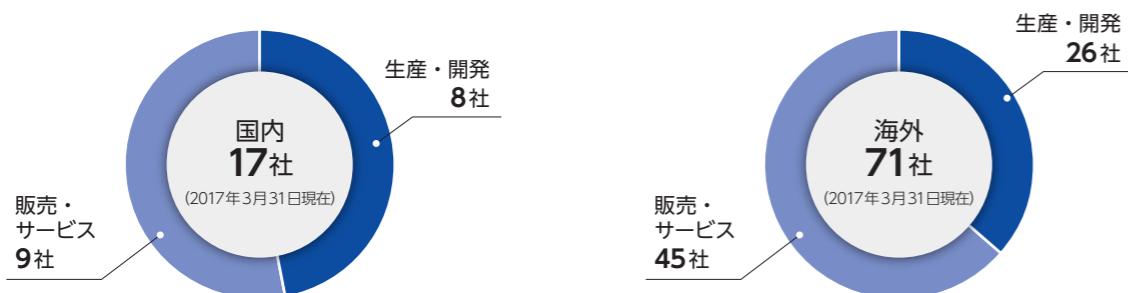 生産・開発
8社
国内
17社
(2017年3月31日現在)
販売・
サービス
9社
生産・開発
26社
海外
71社
(2017年3月31日現在)
販売・
サービス
45社